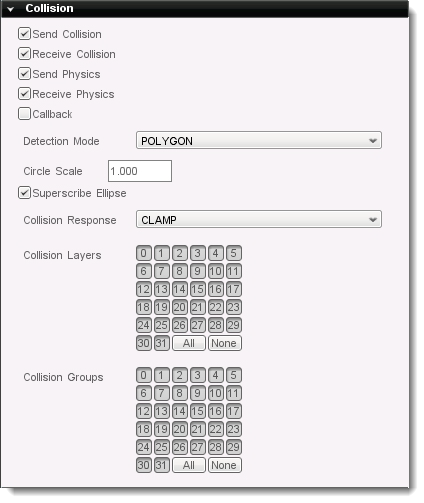 Collision
Send Collision
Receive Collision
Send Physics
Receive Physics
Callback
Detection Mode POLYGON
Circle Scale 1.000
Superscribe Ellipse
Collision Response CLAMP
Collision Layers 0 1 2 3 4 5
6 7 8 9 10 11
12 13 14 15 16 17
18 19 20 21 22 23
24 25 26 27 28 29
30 31 All None
Collision Groups 0 1 2 3 4 5
6 7 8 9 10 11
12 13 14 15 16 17
18 19 20 21 22 23
24 25 26 27 28 29
30 31 All None